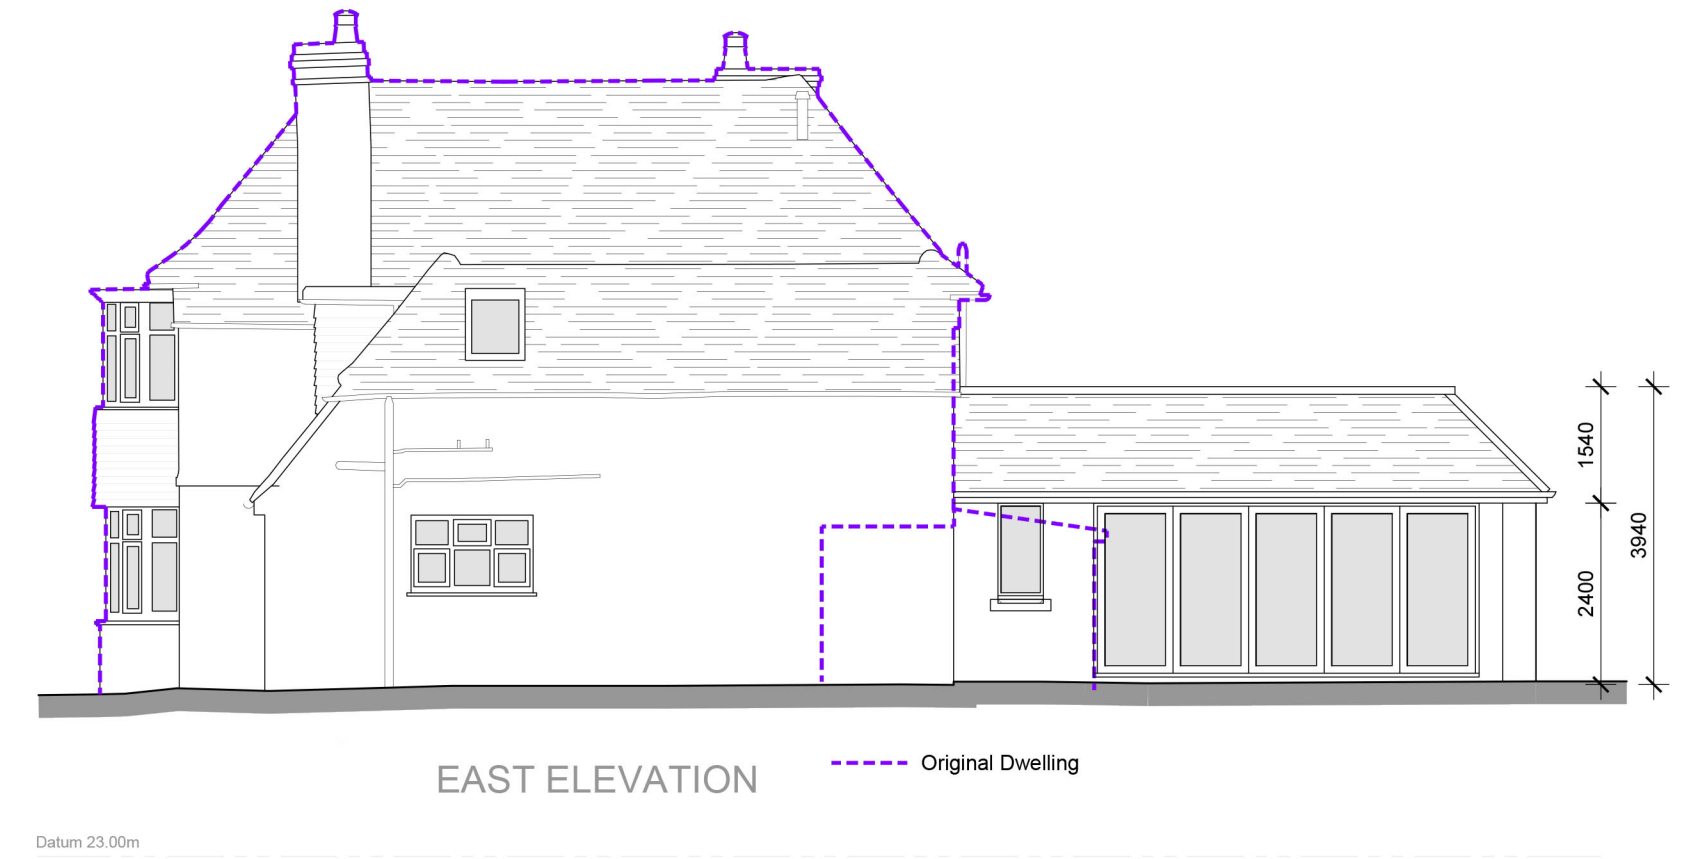 1540
3940
2400
Original Dwelling
EAST ELEVATION
Datum 23.00m